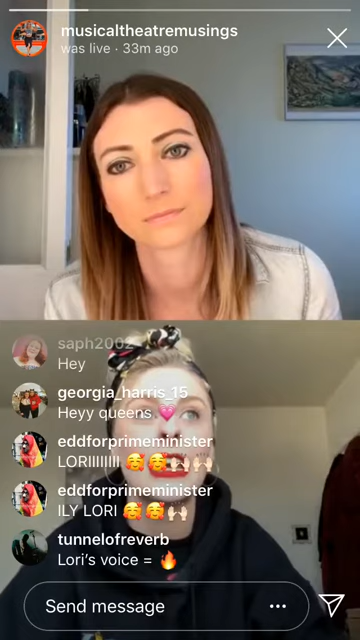 musicaltheatremusings
was live · 33m ago
saph2002
Hey
georgia_harris_15
Heyy queens 💗
eddforprimeminister
LORIIIIIIII 🥰🥰🙌🏻🙌🏻
eddforprimeminister
ILY LORI 🥰🥰🙌🏻
tunnelofreverb
Lori's voice = 🔥
Send message